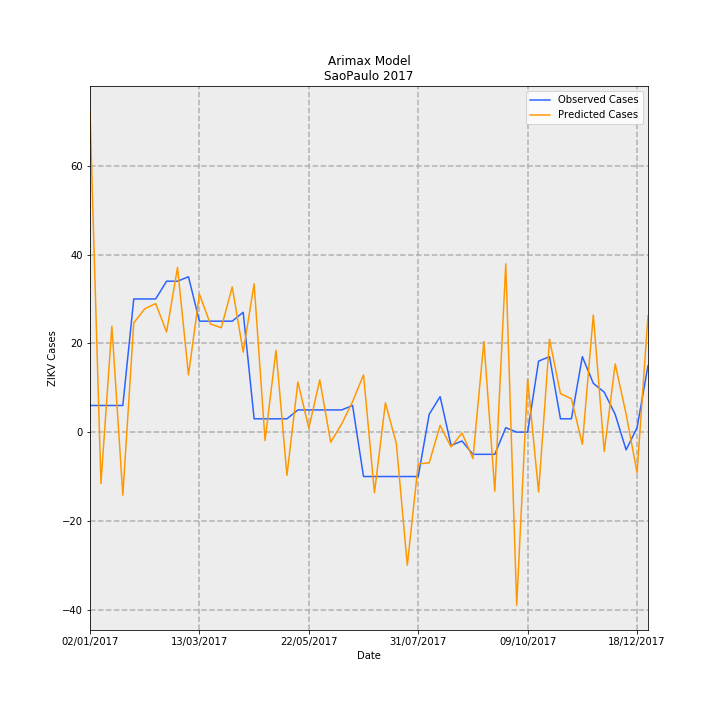 Arimax Model
SaoPaulo 2017
Observed Cases
Predicted Cases
60
40
20
0
−20
−40
ZIKV Cases
02/01/2017
13/03/2017
22/05/2017
31/07/2017
09/10/2017
18/12/2017
Date